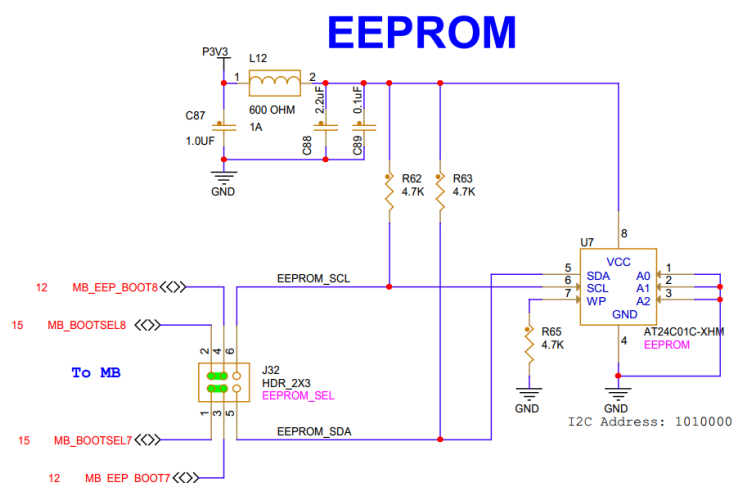 EEPROM
P3V3
L12
1
2
600 OHM
1A
C87
1.0UF
2.2uF
C88
0.1uF
C89
GND
R62
4.7K
R63
4.7K
U7
8
VCC
5 SDA A0 1
6 SCL A1 2
7 WP A2 3
GND
4
AT24C01C-XHM
EEPROM
R65
4.7K
GND
GND
I2C Address: 1010000
EEPROM_SCL
12 MB_EEP_BOOT8
15 MB_BOOTSEL8
To MB
2 4 6
J32
HDR_2X3
EEPROM_SEL
1 3 5
EEPROM_SDA
15 MB_BOOTSEL7
12 MB_EEP_BOOT7